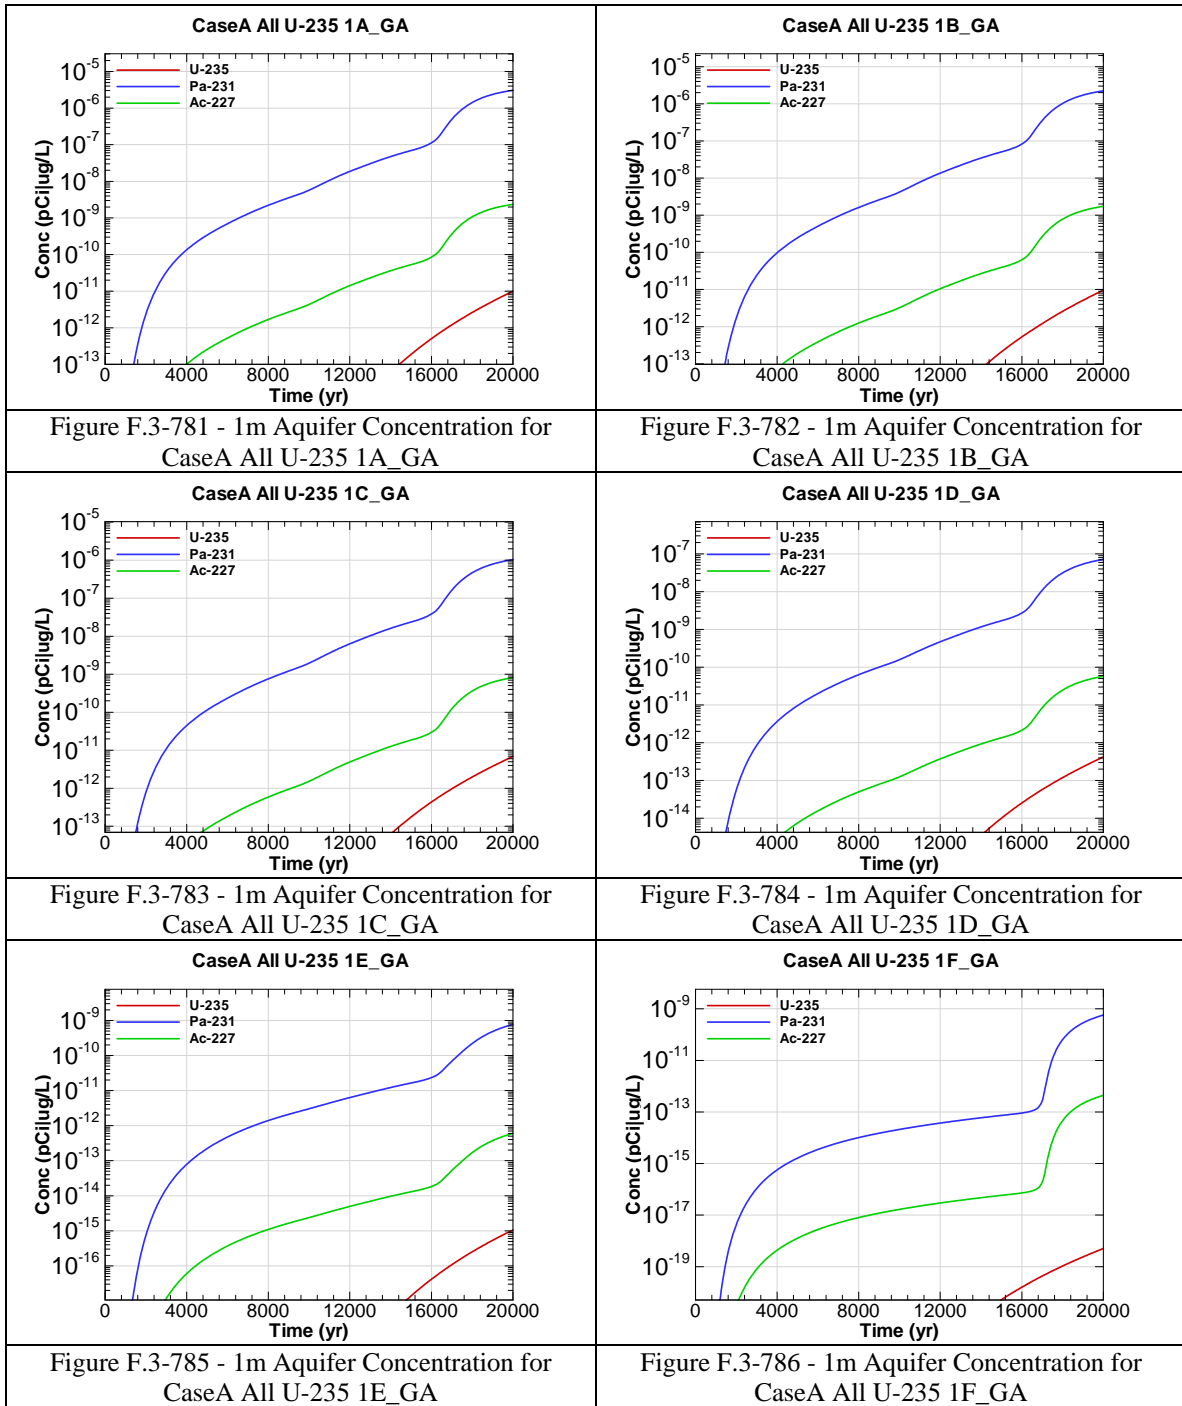 CaseA All U-235 1A_GA
Conc (pCi|ug/L)
10-5
10-6
10-7
10-8
10-9
10-10
10-11
10-12
10-13
U-235
Pa-231
Ac-227
0 4000 8000 12000 16000 20000
Time (yr)
Figure F.3-781 - 1m Aquifer Concentration for
CaseA All U-235 1A_GA
CaseA All U-235 1B_GA
Conc (pCi|ug/L)
10-5
10-6
10-7
10-8
10-9
10-10
10-11
10-12
10-13
U-235
Pa-231
Ac-227
0 4000 8000 12000 16000 20000
Time (yr)
Figure F.3-782 - 1m Aquifer Concentration for
CaseA All U-235 1B_GA
CaseA All U-235 1C_GA
Conc (pCi|ug/L)
10-5
10-6
10-7
10-8
10-9
10-10
10-11
10-12
10-13
U-235
Pa-231
Ac-227
0 4000 8000 12000 16000 20000
Time (yr)
Figure F.3-783 - 1m Aquifer Concentration for
CaseA All U-235 1C_GA
CaseA All U-235 1D_GA
Conc (pCi|ug/L)
10-7
10-8
10-9
10-10
10-11
10-12
10-13
10-14
U-235
Pa-231
Ac-227
0 4000 8000 12000 16000 20000
Time (yr)
Figure F.3-784 - 1m Aquifer Concentration for
CaseA All U-235 1D_GA
CaseA All U-235 1E_GA
Conc (pCi|ug/L)
10-9
10-10
10-11
10-12
10-13
10-14
10-15
10-16
U-235
Pa-231
Ac-227
0 4000 8000 12000 16000 20000
Time (yr)
Figure F.3-785 - 1m Aquifer Concentration for
CaseA All U-235 1E_GA
CaseA All U-235 1F_GA
Conc (pCi|ug/L)
10-9
10-11
10-13
10-15
10-17
10-19
U-235
Pa-231
Ac-227
0 4000 8000 12000 16000 20000
Time (yr)
Figure F.3-786 - 1m Aquifer Concentration for
CaseA All U-235 1F_GA